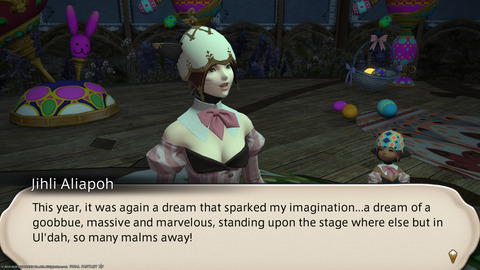 Jihli Aliapoh
This year, it was again a dream that sparked my imagination...a dream of a
goobbue, massive and marvelous, standing upon the stage where else but in
Ul'dah, so many malms away!